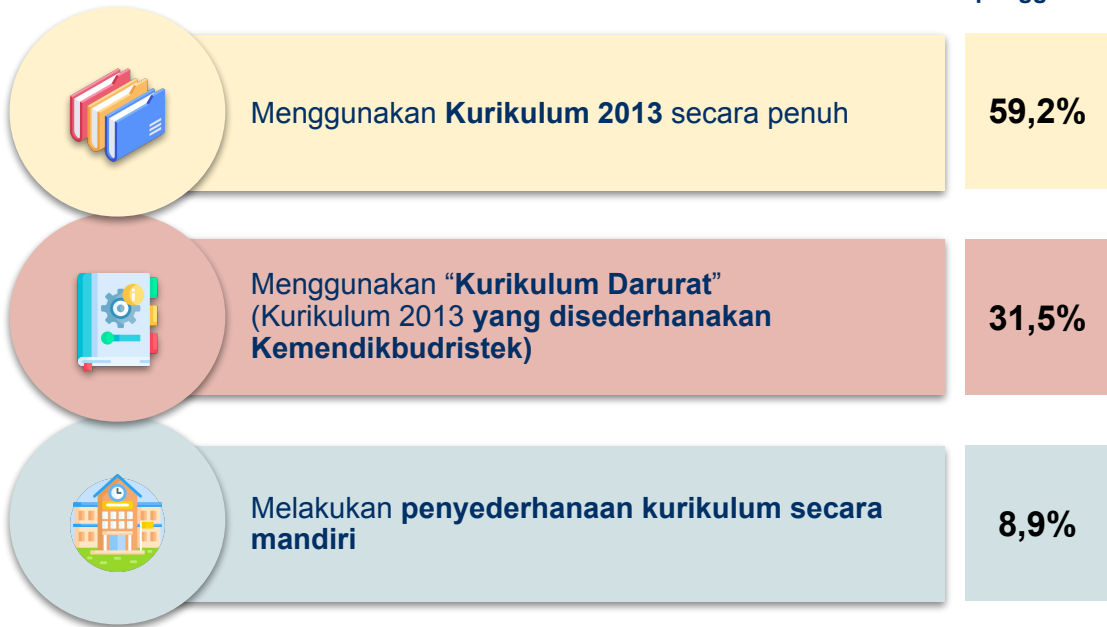 Menggunakan Kurikulum 2013 secara penuh
59,2%
Menggunakan “Kurikulum Darurat”
(Kurikulum 2013 yang disederhanakan
Kemendikbudristek)
31,5%
Melakukan penyederhanaan kurikulum secara
mandiri
8,9%